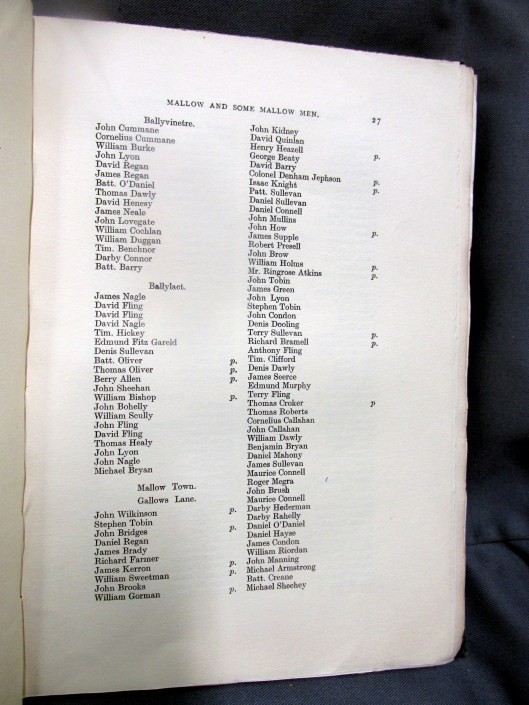 MALLOW AND SOME MALLOW MEN. 27
Ballyvinetre.
John Cummane
Cornelius Cummane
William Burke
John Lyon
David Regan
James Regan
Batt. O'Daniel
Thomas Dawly
David Henesy
James Neale
John Lovegate
William Cochlan
William Duggan
Tim. Benchnor
Darby Connor
Batt. Barry
Ballylact.
James Nagle
David Fling
David Fling
David Nagle
Tim. Hickey
Edmund Fitz Gareld
Denis Sullevan
Batt. Oliver p.
Thomas Oliver p.
Berry Allen p.
John Sheehan
William Bishop p.
John Bohelly
William Scully
John Fling
David Fling
Thomas Healy
John Lyon
John Nagle
Michael Bryan
Mallow Town.
Gallows Lane.
John Wilkinson p.
Stephen Tobin
John Bridges p.
Daniel Regan
James Brady
Richard Farmer p.
James Kerron p.
William Sweetman
John Brooks p.
William Gorman
John Kidney
David Quinlan
Henry Heazell
George Beaty p.
David Barry
Colonel Denham Jephson
Isaac Knight p.
Patt. Sullevan p.
Daniel Sullevan
Daniel Connell
John Mullins
John How
James Supple p.
Robert Presell
John Brow
William Holms
Mr. Ringrose Atkins p.
John Tobin p.
James Green
John Lyon
Stephen Tobin
John Condon
Denis Dooling
Terry Sullevan p.
Richard Bramell p.
Anthony Fling
Tim. Clifford
Denis Dawly
James Seerce
Edmund Murphy
Terry Fling
Thomas Croker p
Thomas Roberts
Cornelius Callahan
John Callahan
William Dawly
Benjamin Bryan
Daniel Mahony
James Sullevan
Maurice Connell
Roger Megra
John Brush
Maurice Connell
Darby Hederman
Darby Rahelly
Daniel O'Daniel
Daniel Hayse
James Condon
William Riordan
John Manning
Michael Armstrong
Batt. Creane
Michael Sheehey